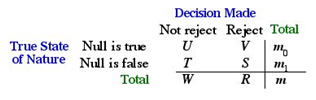 Decision Made
Not reject Reject Total
True State Null is true U V m0
of Nature Null is false T S m1
Total W R m